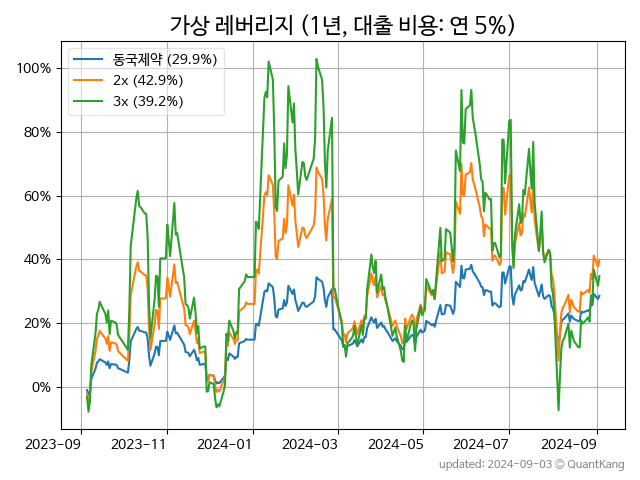 가상 레버리지 (1년, 대출 비용: 연 5%)
동국제약 (29.9%)
2x (42.9%)
3x (39.2%)
100%
80%
60%
40%
20%
0%
2023-09 2023-11 2024-01 2024-03 2024-05 2024-07 2024-09
updated: 2024-09-03 © QuantKang